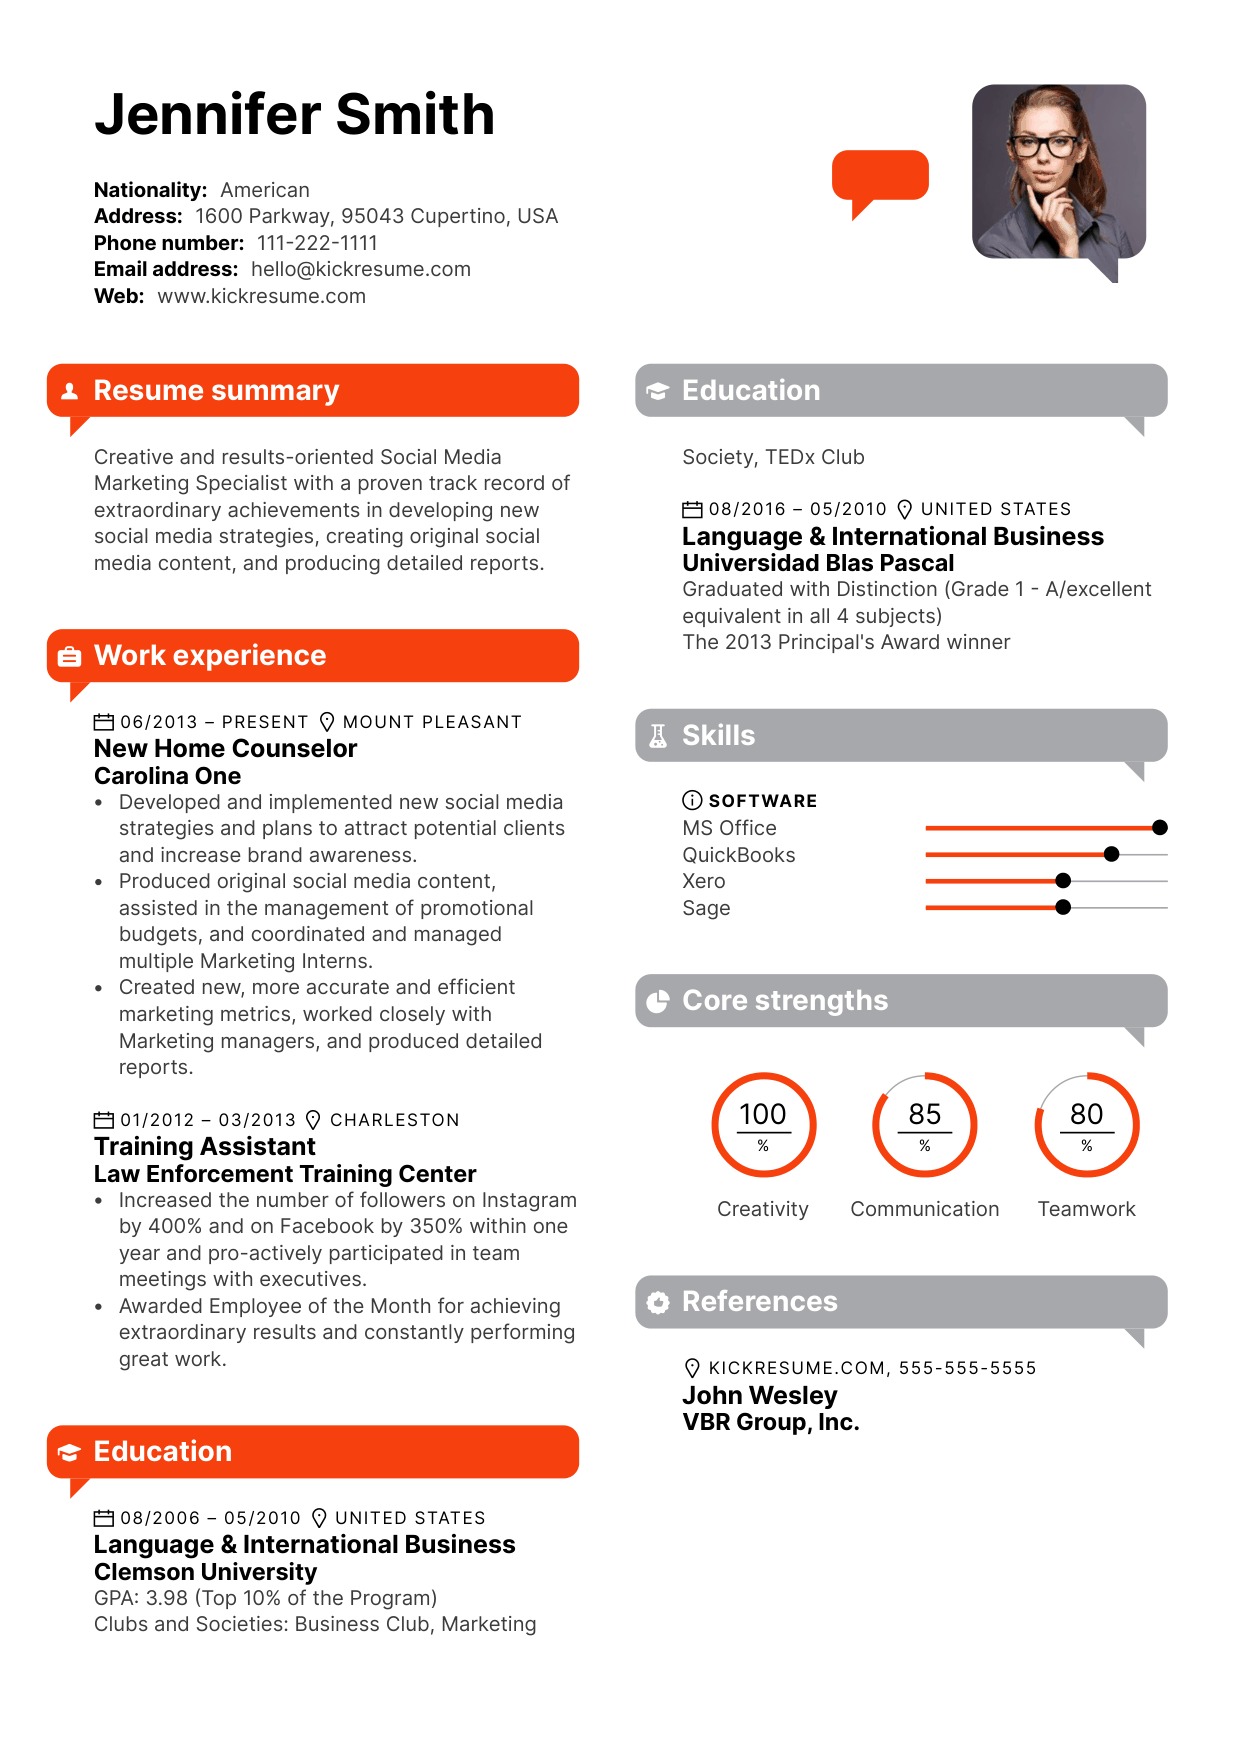 Jennifer Smith
Nationality: American
Address: 1600 Parkway, 95043 Cupertino, USA
Phone number: 111-222-1111
Email address: hello@kickresume.com
Web: www.kickresume.com
Resume summary
Creative and results-oriented Social Media
Marketing Specialist with a proven track record of
extraordinary achievements in developing new
social media strategies, creating original social
media content, and producing detailed reports.
Work experience
06/2013 – PRESENT MOUNT PLEASANT
New Home Counselor
Carolina One
• Developed and implemented new social media
strategies and plans to attract potential clients
and increase brand awareness.
• Produced original social media content,
assisted in the management of promotional
budgets, and coordinated and managed
multiple Marketing Interns.
• Created new, more accurate and efficient
marketing metrics, worked closely with
Marketing managers, and produced detailed
reports.
01/2012 – 03/2013 CHARLESTON
Training Assistant
Law Enforcement Training Center
• Increased the number of followers on Instagram
by 400% and on Facebook by 350% within one
year and pro-actively participated in team
meetings with executives.
• Awarded Employee of the Month for achieving
extraordinary results and constantly performing
great work.
Education
08/2006 – 05/2010 UNITED STATES
Language & International Business
Clemson University
GPA: 3.98 (Top 10% of the Program)
Clubs and Societies: Business Club, Marketing
Education
Society, TEDx Club
08/2016 – 05/2010 UNITED STATES
Language & International Business
Universidad Blas Pascal
Graduated with Distinction (Grade 1 - A/excellent
equivalent in all 4 subjects)
The 2013 Principal's Award winner
Skills
SOFTWARE
MS Office
QuickBooks
Xero
Sage
Core strengths
100 85 80
% % %
Creativity Communication Teamwork
References
KICKRESUME.COM, 555-555-5555
John Wesley
VBR Group, Inc.